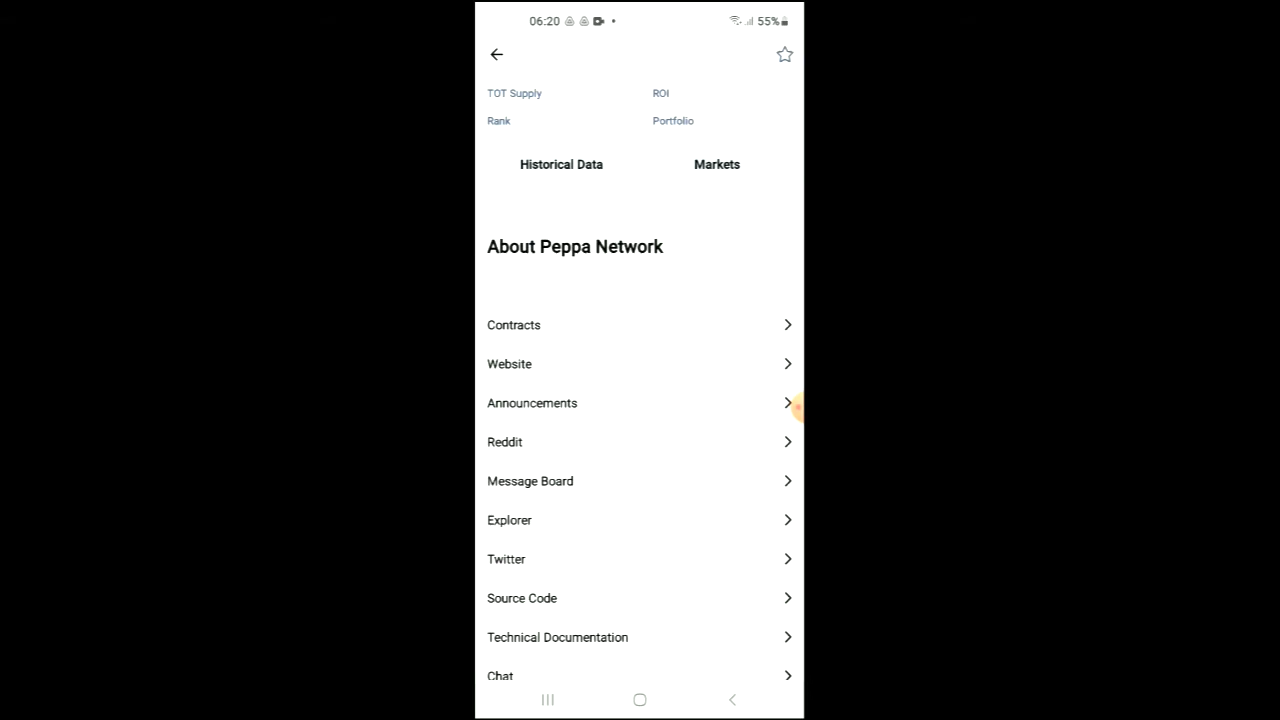 06:20 55%
TOT Supply ROI
Rank Portfolio
Historical Data Markets
About Peppa Network
Contracts
Website
Announcements
Reddit
Message Board
Explorer
Twitter
Source Code
Technical Documentation
Chat